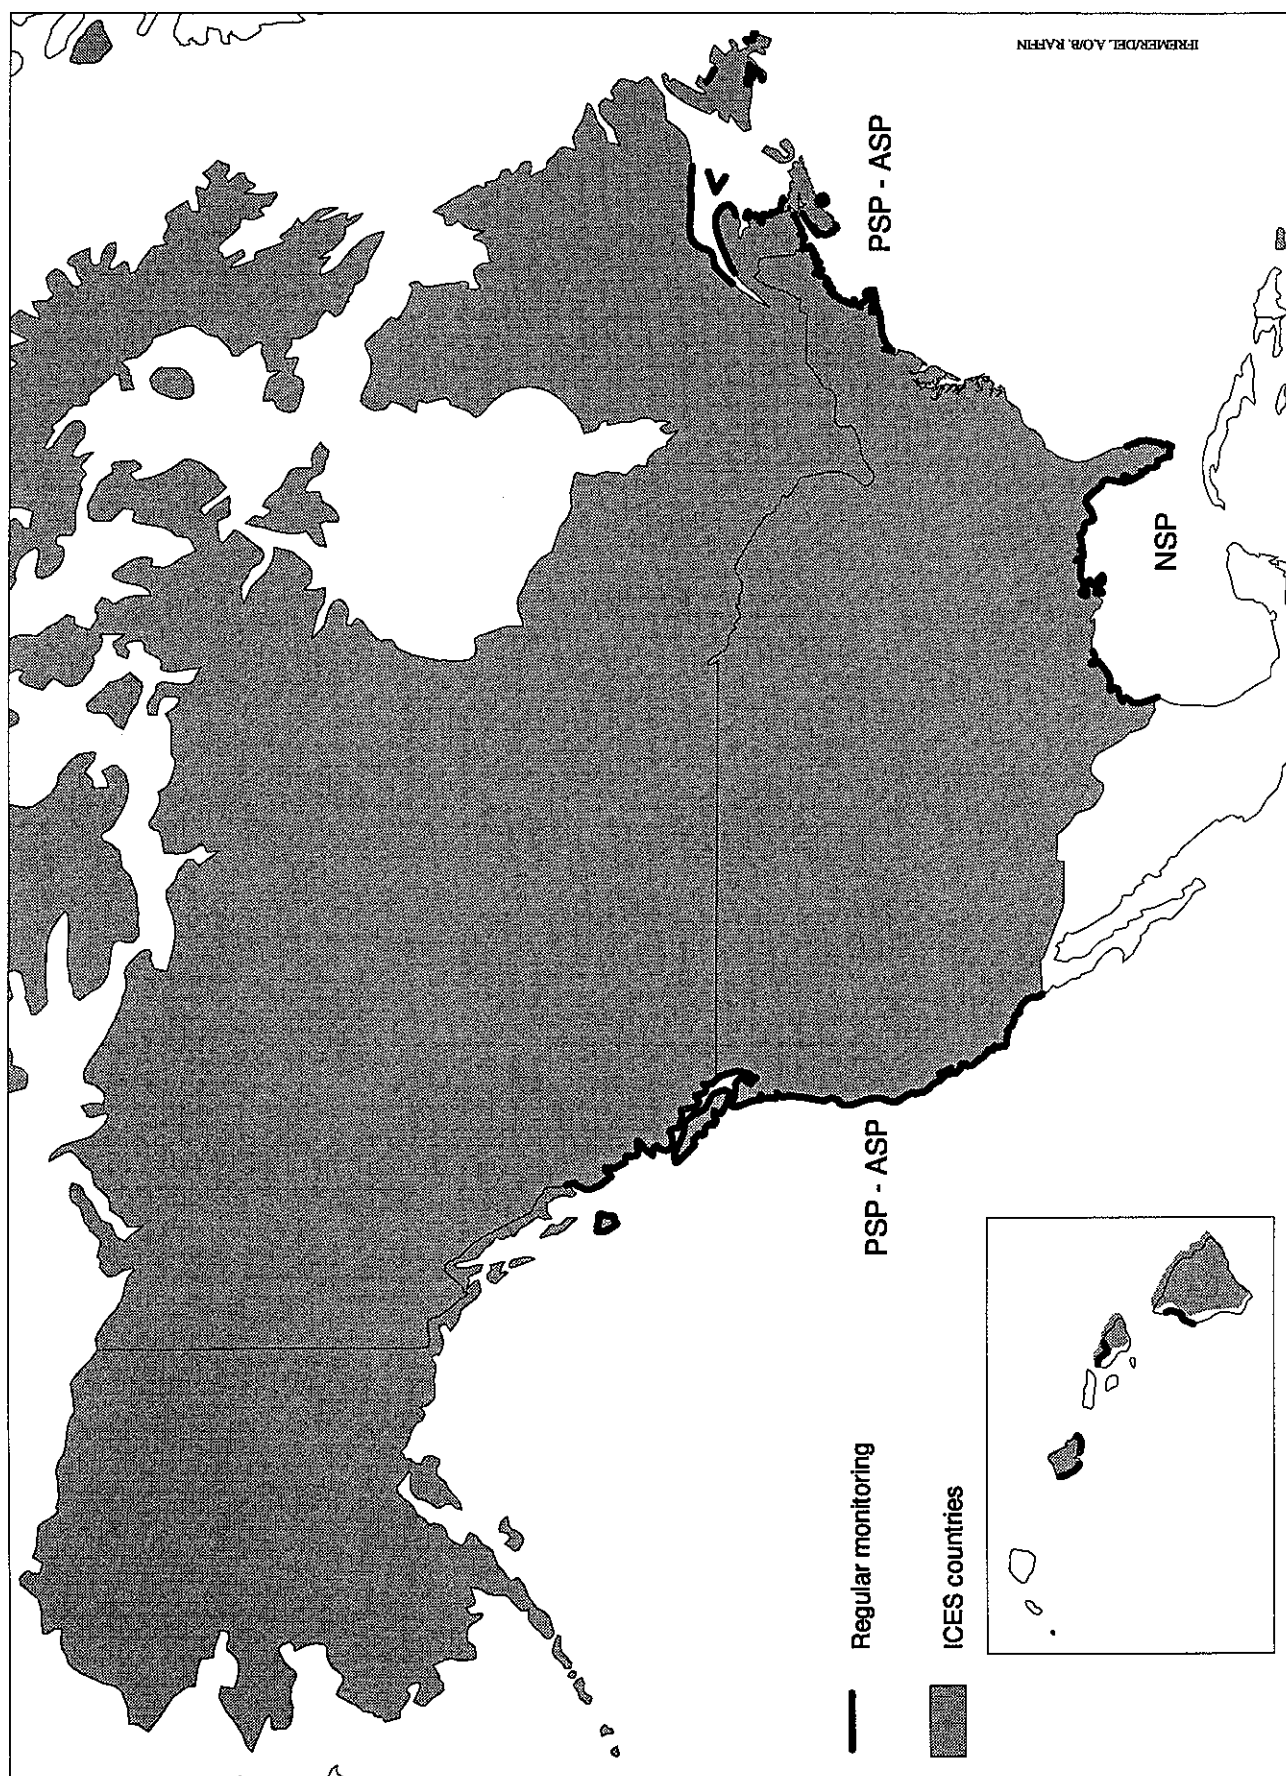 IFREMER/DEL A.O/B. RAFFIN
PSP - ASP
NSP
PSP - ASP
Regular monitoring
ICES countries